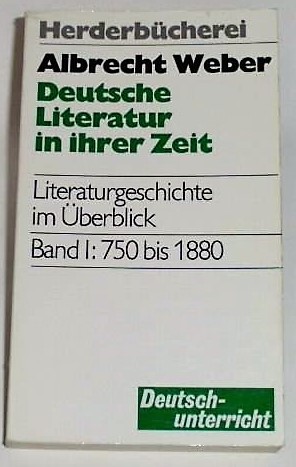 Herderbücherei
Albrecht Weber
Deutsche
Literatur
in ihrer Zeit
Literaturgeschichte
im Überblick
Band I: 750 bis 1880
Deutsch-
unterricht